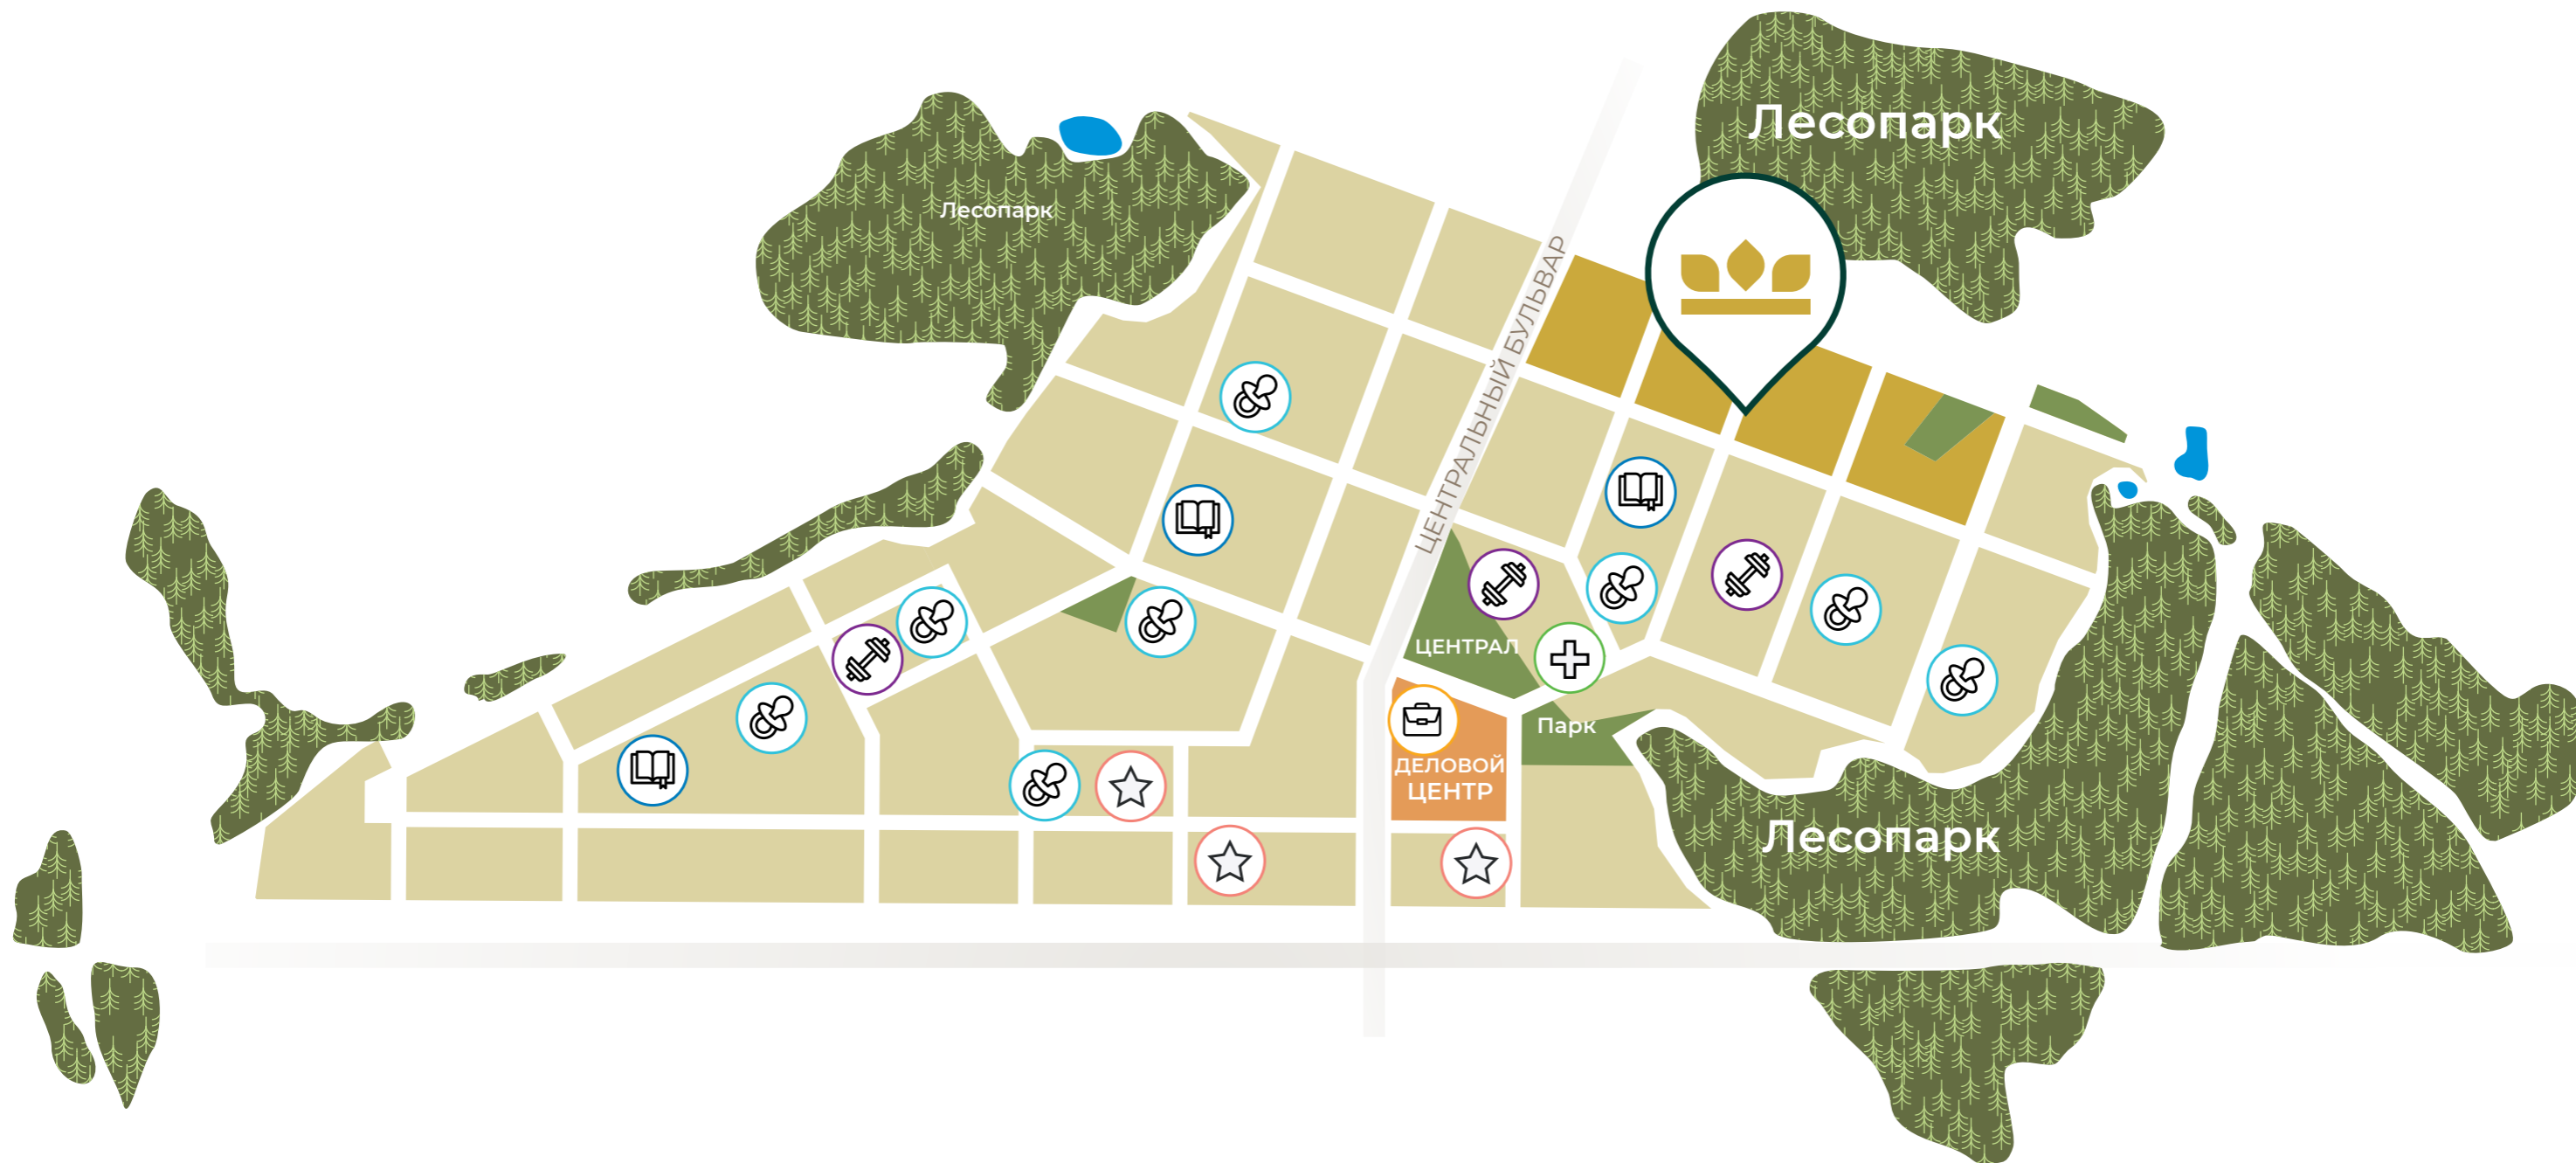 Лесопарк
Лесопарк
ЦЕНТРАЛЬНЫЙ БУЛЬВАР
ЦЕНТРАЛ
Парк
ДЕЛОВОЙ
ЦЕНТР
Лесопарк